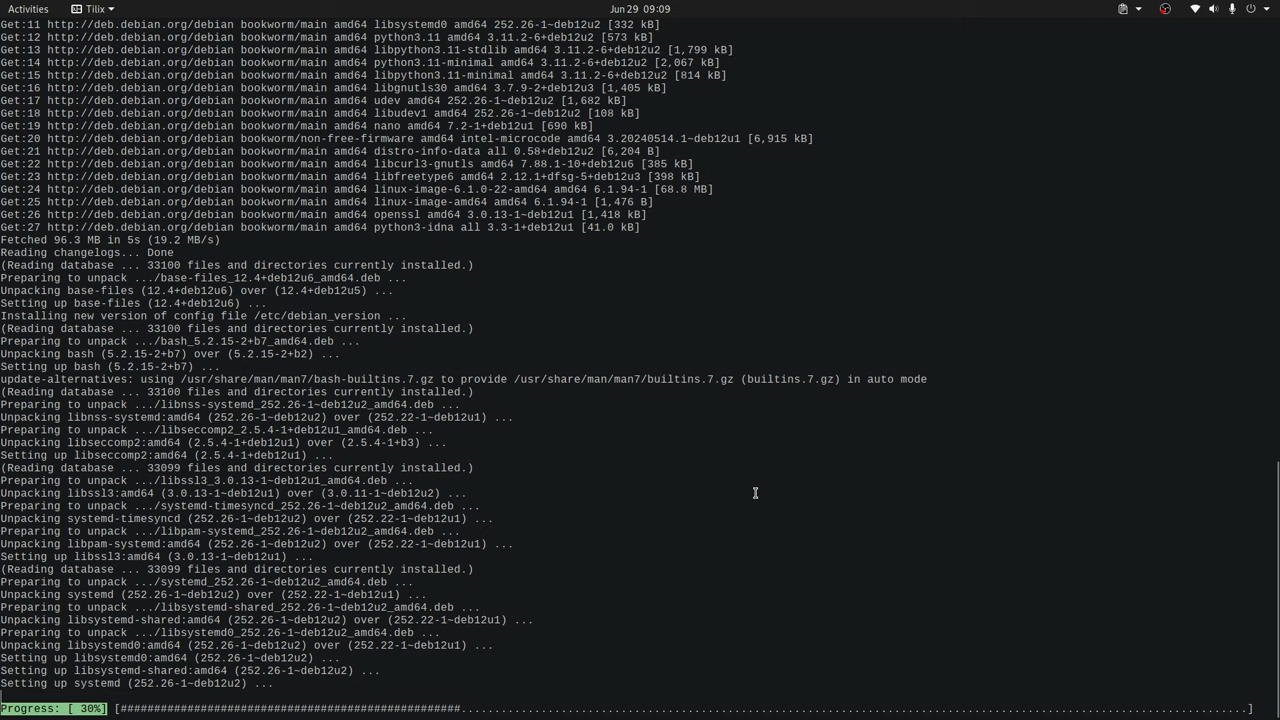 Activities Tilix Jun 29 09:09
Get:11 http://deb.debian.org/debian bookworm/main amd64 libsystemd0 amd64 252.26-1~deb12u2 [332 kB]
Get:12 http://deb.debian.org/debian bookworm/main amd64 python3.11 amd64 3.11.2-6+deb12u2 [573 kB]
Get:13 http://deb.debian.org/debian bookworm/main amd64 libpython3.11-stdlib amd64 3.11.2-6+deb12u2 [1,799 kB]
Get:14 http://deb.debian.org/debian bookworm/main amd64 python3.11-minimal amd64 3.11.2-6+deb12u2 [2,067 kB]
Get:15 http://deb.debian.org/debian bookworm/main amd64 libpython3.11-minimal amd64 3.11.2-6+deb12u2 [814 kB]
Get:16 http://deb.debian.org/debian bookworm/main amd64 libgnutls30 amd64 3.7.9-2+deb12u3 [1,405 kB]
Get:17 http://deb.debian.org/debian bookworm/main amd64 udev amd64 252.26-1~deb12u2 [1,682 kB]
Get:18 http://deb.debian.org/debian bookworm/main amd64 libudev1 amd64 252.26-1~deb12u2 [108 kB]
Get:19 http://deb.debian.org/debian bookworm/main amd64 nano amd64 7.2-1+deb12u1 [690 kB]
Get:20 http://deb.debian.org/debian bookworm/non-free-firmware amd64 intel-microcode amd64 3.20240514.1~deb12u1 [6,915 kB]
Get:21 http://deb.debian.org/debian bookworm/main amd64 distro-info-data all 0.58+deb12u2 [6,204 B]
Get:22 http://deb.debian.org/debian bookworm/main amd64 libcurl3-gnutls amd64 7.88.1-10+deb12u6 [385 kB]
Get:23 http://deb.debian.org/debian bookworm/main amd64 libfreetype6 amd64 2.12.1+dfsg-5+deb12u3 [398 kB]
Get:24 http://deb.debian.org/debian bookworm/main amd64 linux-image-6.1.0-22-amd64 amd64 6.1.94-1 [68.8 MB]
Get:25 http://deb.debian.org/debian bookworm/main amd64 linux-image-amd64 amd64 6.1.94-1 [1,476 B]
Get:26 http://deb.debian.org/debian bookworm/main amd64 openssl amd64 3.0.13-1~deb12u1 [1,418 kB]
Get:27 http://deb.debian.org/debian bookworm/main amd64 python3-idna all 3.3-1+deb12u1 [41.0 kB]
Fetched 96.3 MB in 5s (19.2 MB/s)
Reading changelogs... Done
(Reading database ... 33100 files and directories currently installed.)
Preparing to unpack .../base-files_12.4+deb12u6_amd64.deb ...
Unpacking base-files (12.4+deb12u6) over (12.4+deb12u5) ...
Setting up base-files (12.4+deb12u6) ...
Installing new version of config file /etc/debian_version ...
(Reading database ... 33100 files and directories currently installed.)
Preparing to unpack .../bash_5.2.15-2+b7_amd64.deb ...
Unpacking bash (5.2.15-2+b7) over (5.2.15-2+b2) ...
Setting up bash (5.2.15-2+b7) ...
update-alternatives: using /usr/share/man/man7/bash-builtins.7.gz to provide /usr/share/man/man7/builtins.7.gz (builtins.7.gz) in auto mode
(Reading database ... 33100 files and directories currently installed.)
Preparing to unpack .../libnss-systemd_252.26-1~deb12u2_amd64.deb ...
Unpacking libnss-systemd:amd64 (252.26-1~deb12u2) over (252.22-1~deb12u1) ...
Preparing to unpack .../libseccomp2_2.5.4-1+deb12u1_amd64.deb ...
Unpacking libseccomp2:amd64 (2.5.4-1+deb12u1) over (2.5.4-1+b3) ...
Setting up libseccomp2:amd64 (2.5.4-1+deb12u1) ...
(Reading database ... 33099 files and directories currently installed.)
Preparing to unpack .../libssl3_3.0.13-1~deb12u1_amd64.deb ...
Unpacking libssl3:amd64 (3.0.13-1~deb12u1) over (3.0.11-1~deb12u2) ...
Preparing to unpack .../systemd-timesyncd_252.26-1~deb12u2_amd64.deb ...
Unpacking systemd-timesyncd (252.26-1~deb12u2) over (252.22-1~deb12u1) ...
Preparing to unpack .../libpam-systemd_252.26-1~deb12u2_amd64.deb ...
Unpacking libpam-systemd:amd64 (252.26-1~deb12u2) over (252.22-1~deb12u1) ...
Setting up libssl3:amd64 (3.0.13-1~deb12u1) ...
(Reading database ... 33099 files and directories currently installed.)
Preparing to unpack .../systemd_252.26-1~deb12u2_amd64.deb ...
Unpacking systemd (252.26-1~deb12u2) over (252.22-1~deb12u1) ...
Preparing to unpack .../libsystemd-shared_252.26-1~deb12u2_amd64.deb ...
Unpacking libsystemd-shared:amd64 (252.26-1~deb12u2) over (252.22-1~deb12u1) ...
Preparing to unpack .../libsystemd0_252.26-1~deb12u2_amd64.deb ...
Unpacking libsystemd0:amd64 (252.26-1~deb12u2) over (252.22-1~deb12u1) ...
Setting up libsystemd0:amd64 (252.26-1~deb12u2) ...
Setting up libsystemd-shared:amd64 (252.26-1~deb12u2) ...
Setting up systemd (252.26-1~deb12u2) ...
Progress: [ 30%] [###################################################......................................................................................................................]